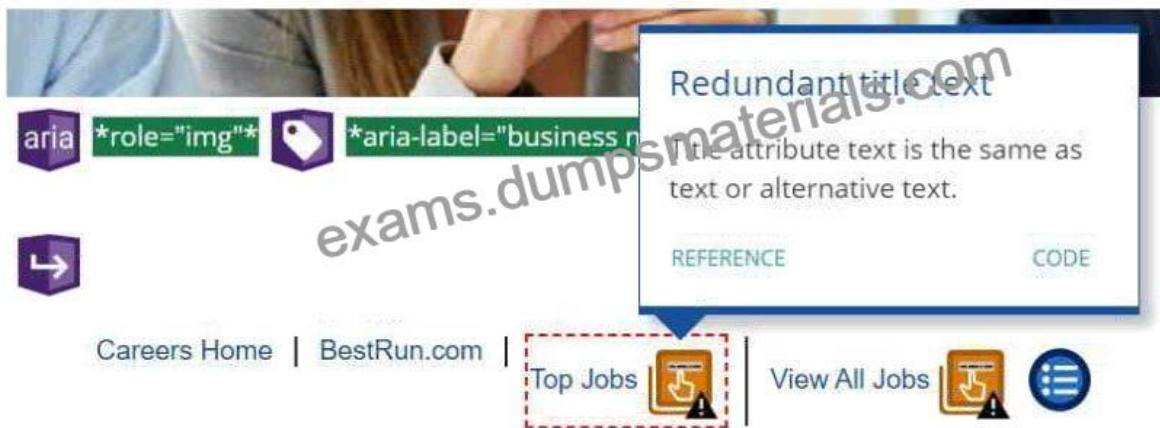 Redundant title text
aria *role="img"* *aria-label="business
Title attribute text is the same as
text or alternative text.
exams.dumpsmaterials.com
REFERENCE CODE
Careers Home | BestRun.com | Top Jobs | View All Jobs